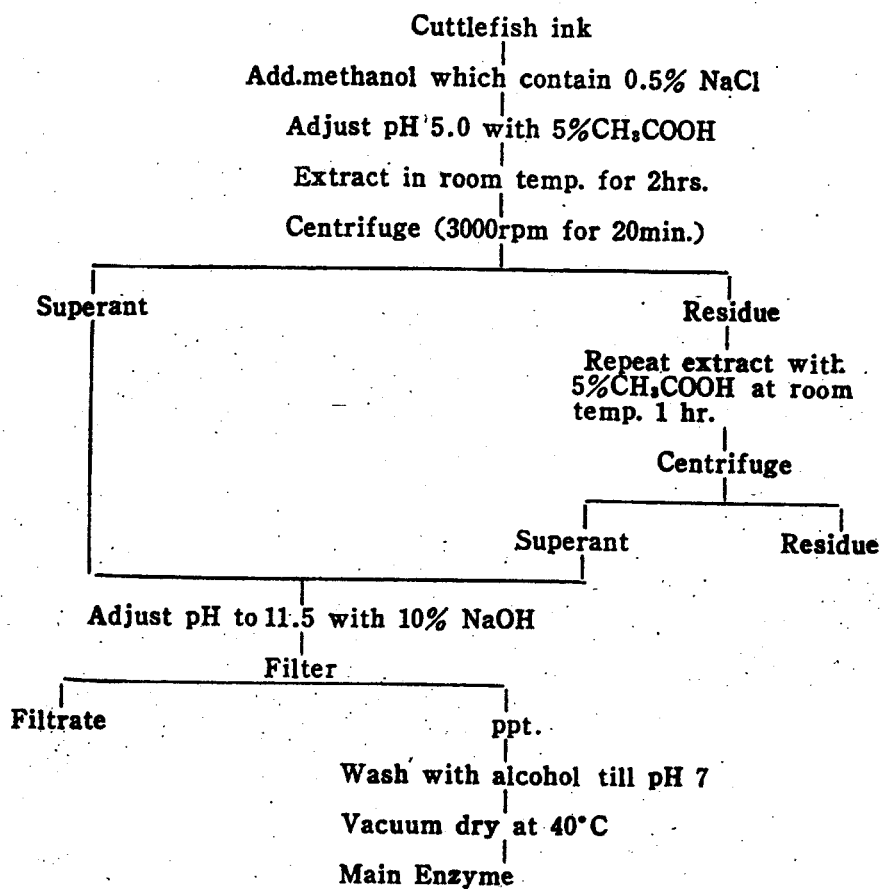 Cuttlefish ink
Add.methanol which contain 0.5% NaCl
Adjust pH 5.0 with 5%CH₃COOH
Extract in room temp. for 2hrs.
Centrifuge (3000rpm for 20min.)
Superant
Residue
Repeat extract with
5%CH₃COOH at room
temp. 1 hr.
Centrifuge
Superant
Residue
Adjust pH to 11.5 with 10% NaOH
Filter
Filtrate
ppt.
Wash with alcohol till pH 7
Vacuum dry at 40°C
Main Enzyme